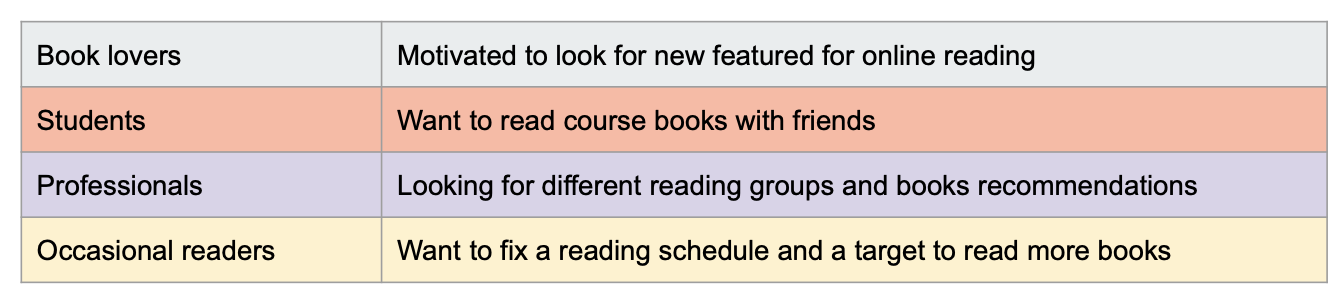 Book lovers Motivated to look for new featured for online reading
Students Want to read course books with friends
Professionals Looking for different reading groups and books recommendations
Occasional readers Want to fix a reading schedule and a target to read more books